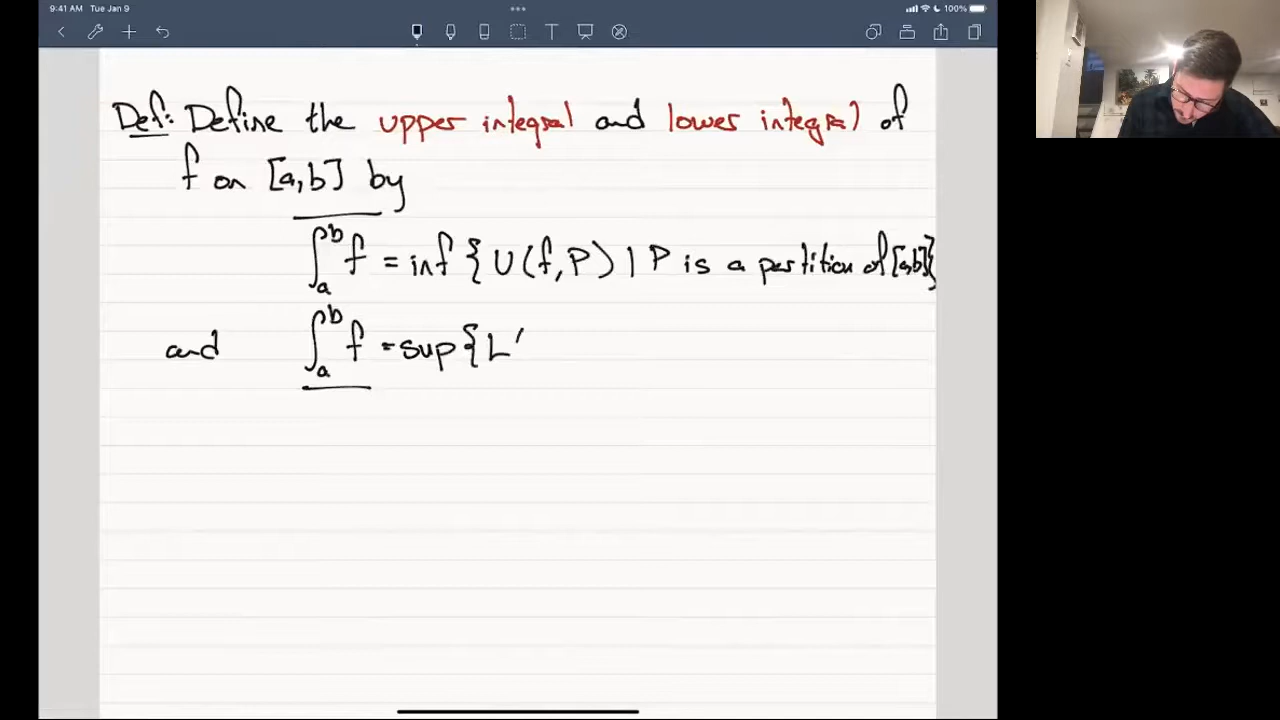 9:41 AM Tue Jan 9
100%
Def: Define the upper integral and lower integral of
f on [a,b] by
∫_a^b f = inf { U(f,P) | P is a partition of [a,b]}
and ∫_a^b f = sup { L